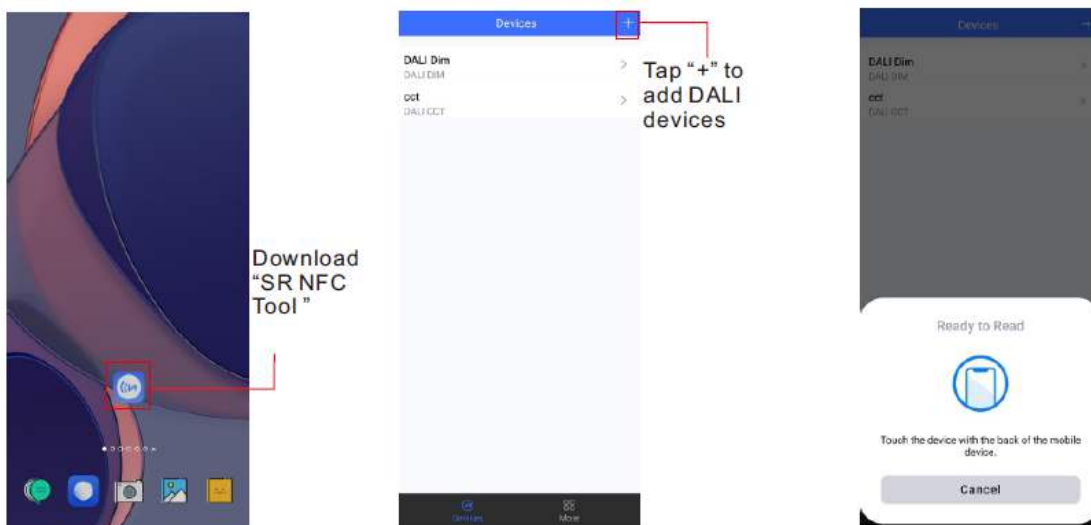 Download
“SR NFC
Tool ”
Devices
+
DALI Dim
DALI DIM
cct
DALI CCT
Devices
More
Tap “+” to
add DALI
devices
Devices
DALI Dim
DALI DIM
cct
DALI CCT
Ready to Read
Touch the device with the back of the mobile
device.
Cancel